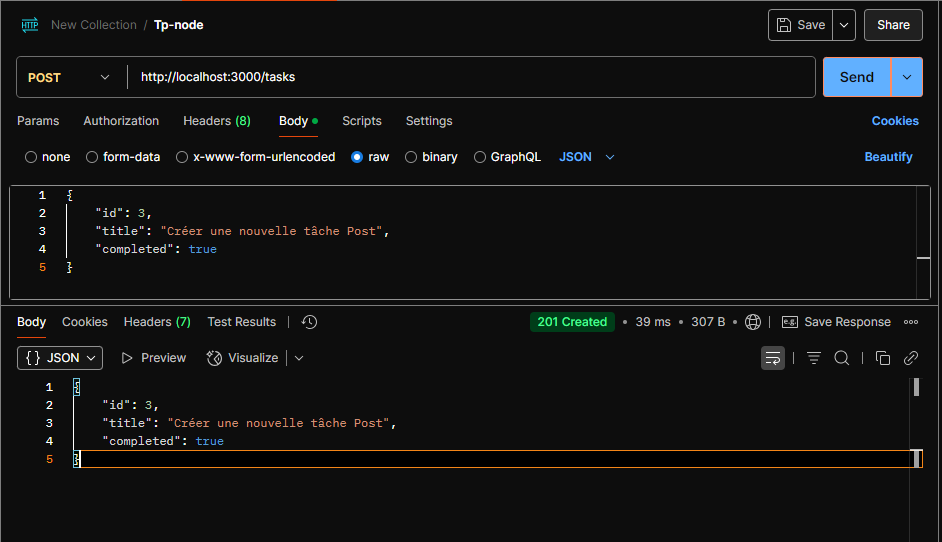 HTTP New Collection / Tp-node Save Share
POST http://localhost:3000/tasks Send
Params Authorization Headers (8) Body Scripts Settings Cookies
none form-data x-www-form-urlencoded raw binary GraphQL JSON Beautify
1 {
2 "id": 3,
3 "title": "Créer une nouvelle tâche Post",
4 "completed": true
5 }
Body Cookies Headers (7) Test Results 201 Created • 39 ms • 307 B • e.g. Save Response
{} JSON Preview Visualize
1 {
2 "id": 3,
3 "title": "Créer une nouvelle tâche Post",
4 "completed": true
5 }